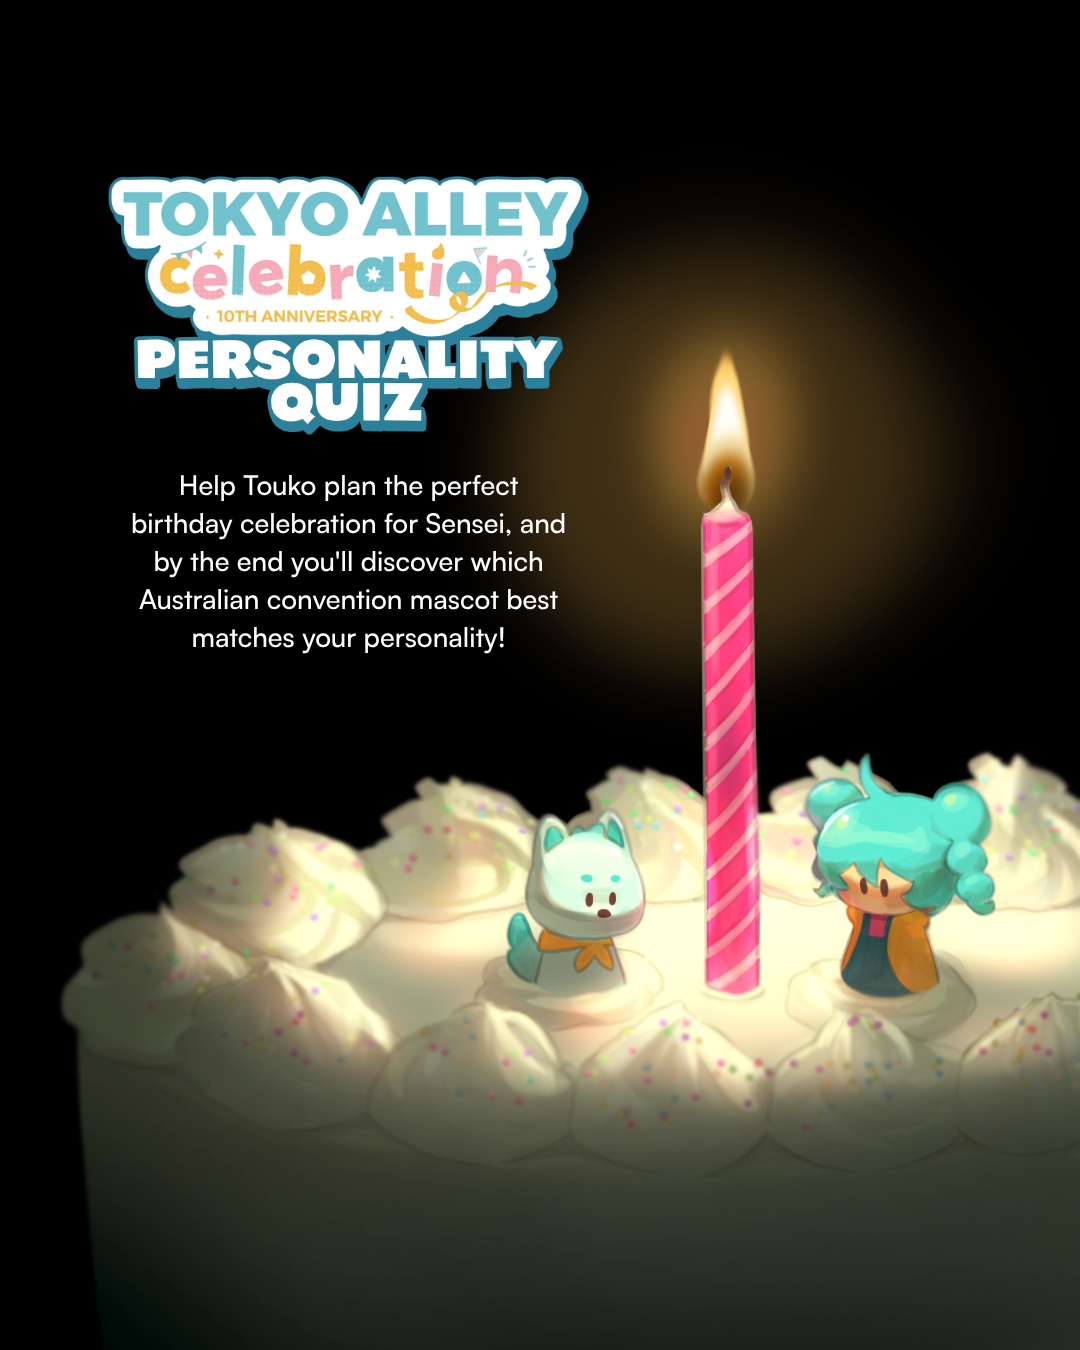 TOKYO ALLEY
celebration
· 10TH ANNIVERSARY ·
PERSONALITY
QUIZ
Help Touko plan the perfect
birthday celebration for Sensei, and
by the end you'll discover which
Australian convention mascot best
matches your personality!